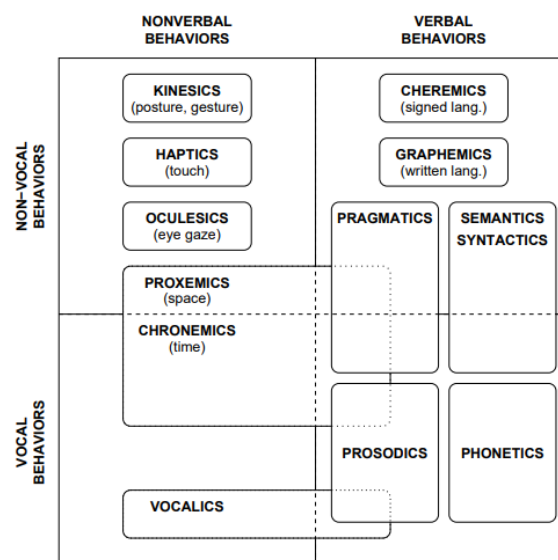 NONVERBAL
BEHAVIORS
VERBAL
BEHAVIORS
NON-VOCAL
BEHAVIORS
KINESICS
(posture, gesture)
CHEREMICS
(signed lang.)
HAPTICS
(touch)
GRAPHEMICS
(written lang.)
OCULESICS
(eye gaze)
PRAGMATICS
SEMANTICS
SYNTACTICS
PROXEMICS
(space)
CHRONEMICS
(time)
VOCAL
BEHAVIORS
PROSODICS
PHONETICS
VOCALICS